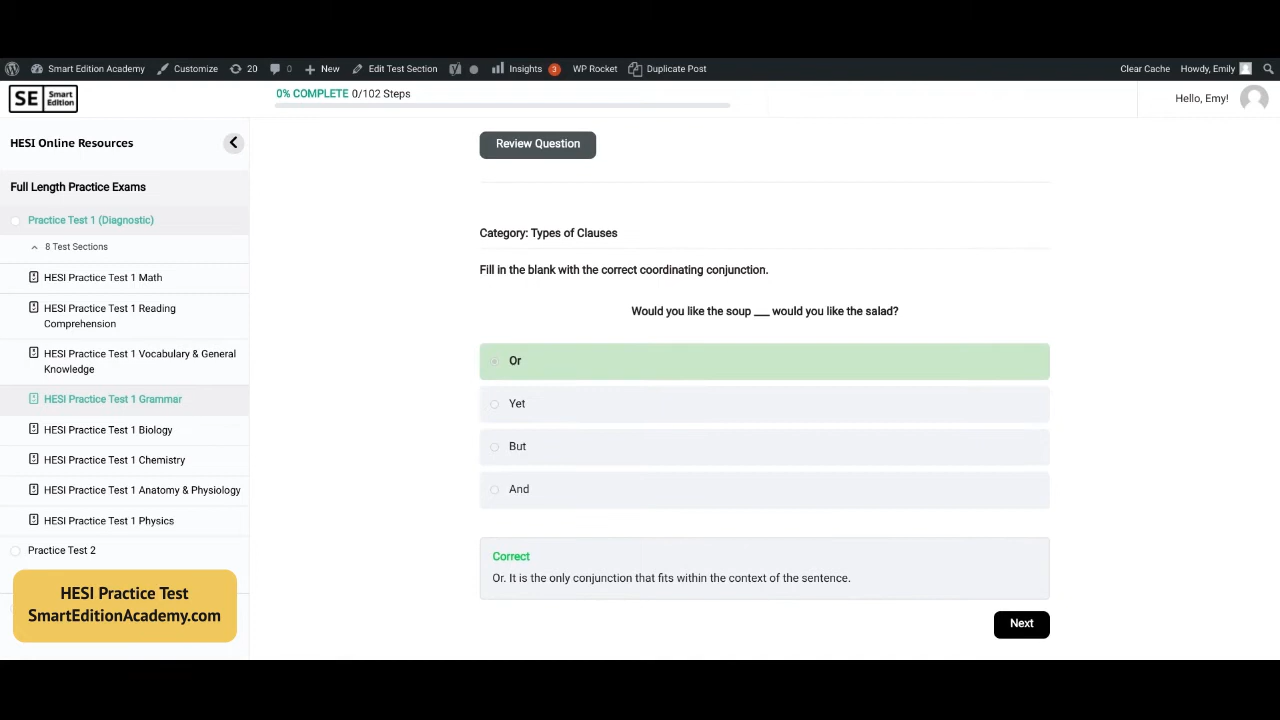 Smart Edition Academy Customize 20 0 New Edit Test Section Insights 3 WP Rocket Duplicate Post Clear Cache Howdy, Emily
SE Smart Edition
0% COMPLETE 0/102 Steps
Hello, Emy!
HESI Online Resources
Full Length Practice Exams
Practice Test 1 (Diagnostic)
8 Test Sections
HESI Practice Test 1 Math
HESI Practice Test 1 Reading
Comprehension
HESI Practice Test 1 Vocabulary & General
Knowledge
HESI Practice Test 1 Grammar
HESI Practice Test 1 Biology
HESI Practice Test 1 Chemistry
HESI Practice Test 1 Anatomy & Physiology
HESI Practice Test 1 Physics
Practice Test 2
HESI Practice Test
SmartEditionAcademy.com
Review Question
Category: Types of Clauses
Fill in the blank with the correct coordinating conjunction.
Would you like the soup ___ would you like the salad?
Or
Yet
But
And
Correct
Or. It is the only conjunction that fits within the context of the sentence.
Next